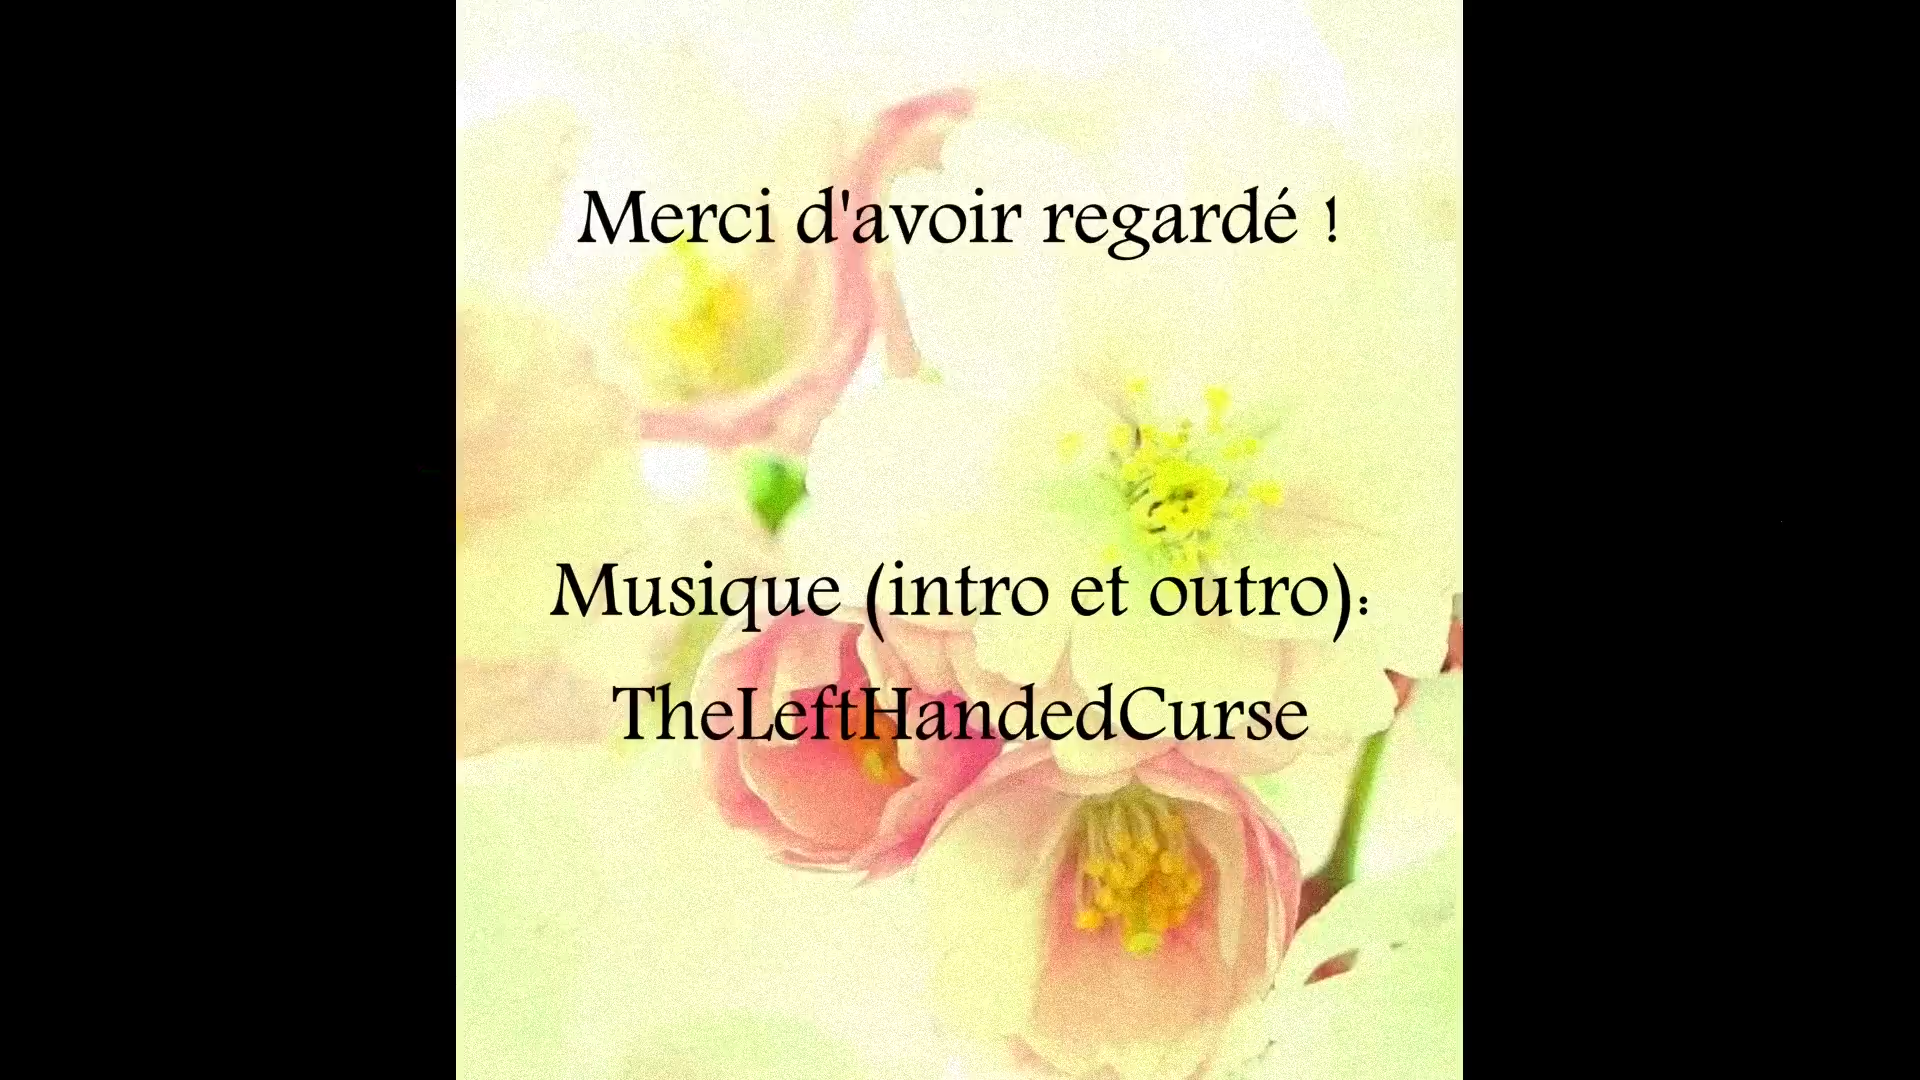 Merci d'avoir regardé !
Musique (intro et outro):
TheLeftHandedCurse